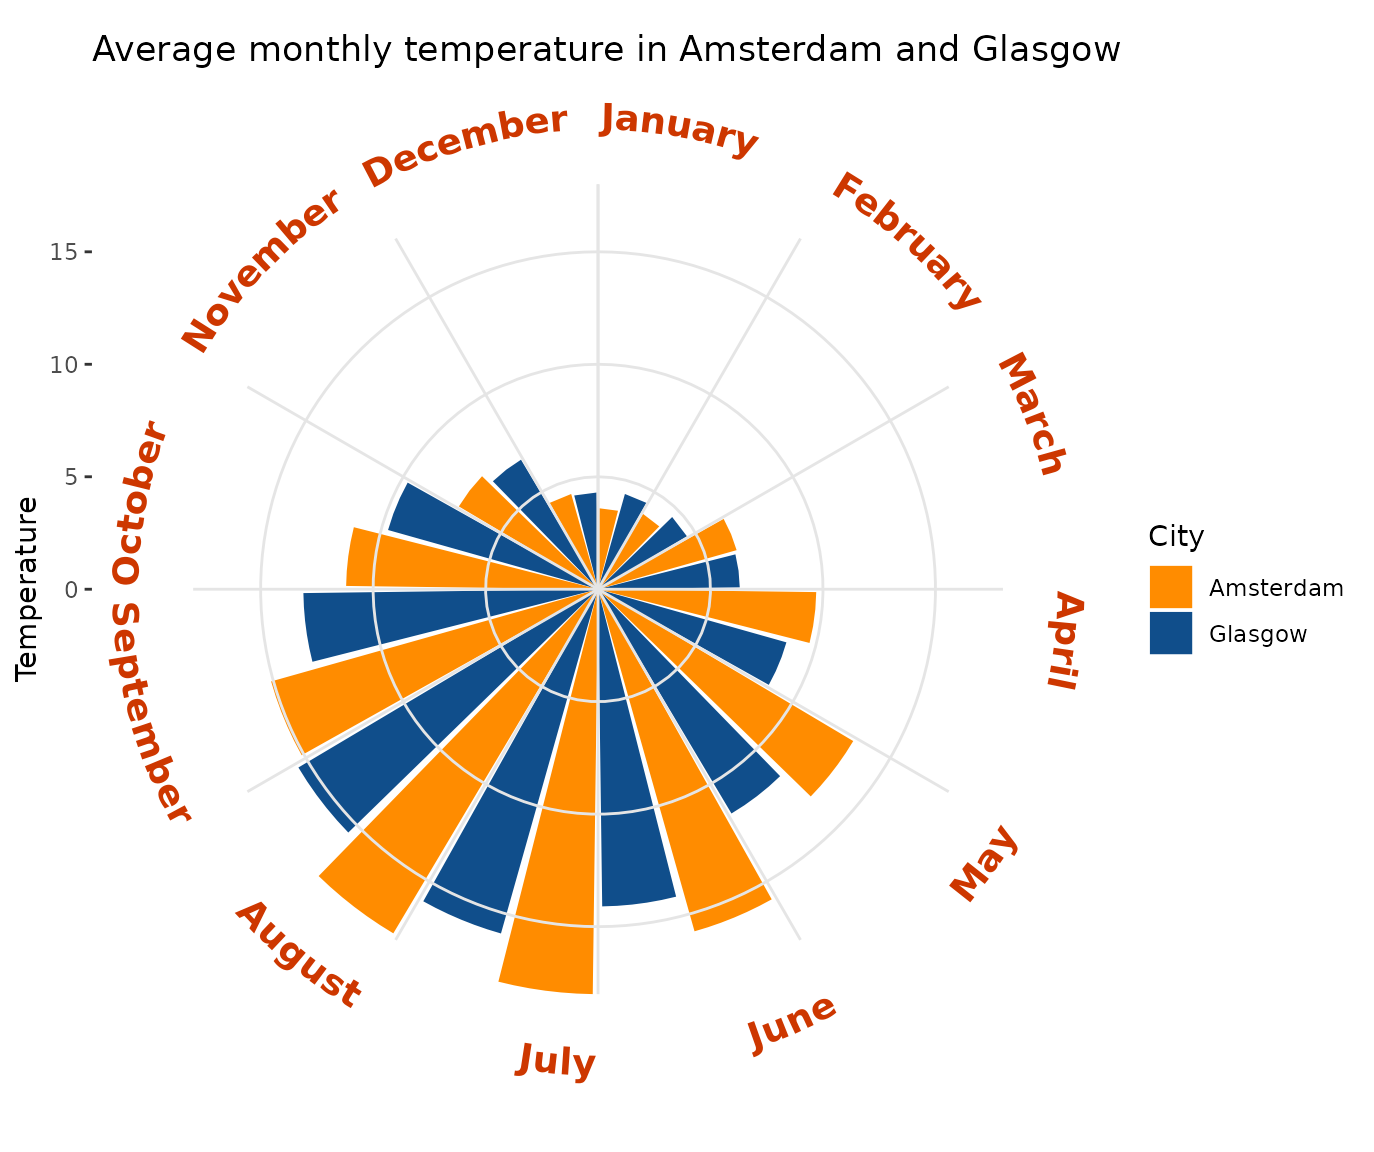 Average monthly temperature in Amsterdam and Glasgow
January
February
March
April
May
June
July
August
September
October
November
December
15
10
5
0
Temperature
City
Amsterdam
Glasgow